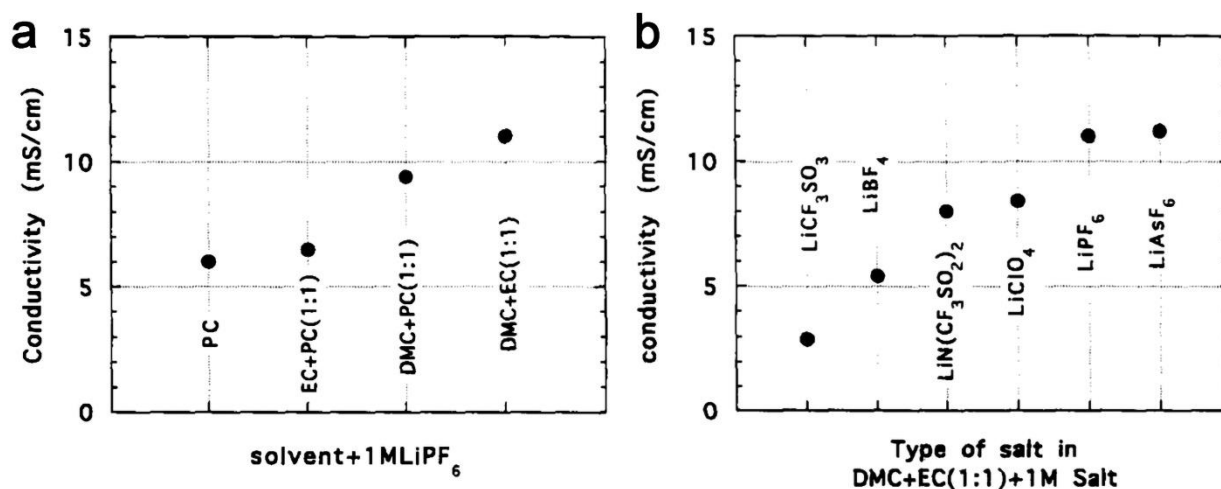 a
15
10
5
0
Conductivity (mS/cm)
PC
EC+PC(1:1)
DMC+PC(1:1)
DMC+EC(1:1)
solvent+1MLiPF6
b
15
10
5
0
conductivity (mS/cm)
LiCF3SO3
LiBF4
LiN(CF3SO2)2
LiClO4
LiPF6
LiAsF6
Type of salt in
DMC+EC(1:1)+1M Salt